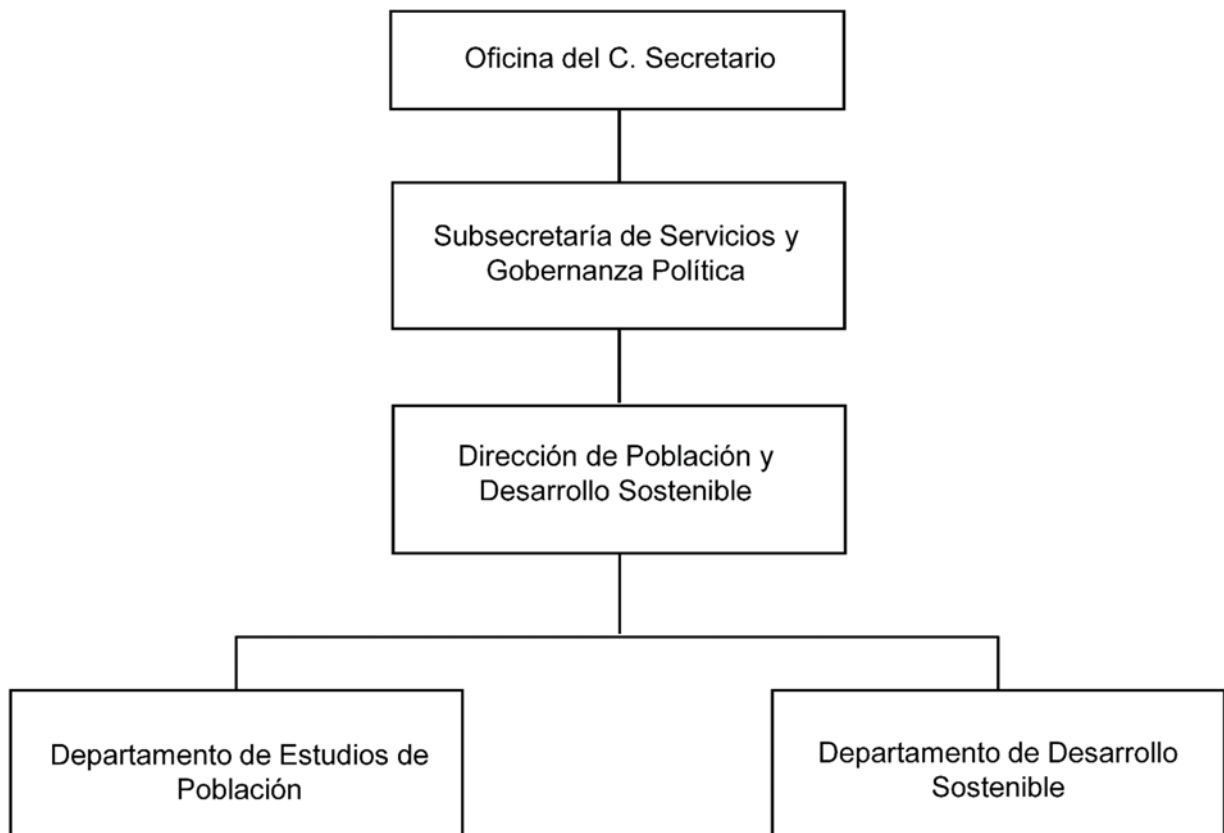 Oficina del C. Secretario
Subsecretaría de Servicios y
Gobernanza Política
Dirección de Población y
Desarrollo Sostenible
Departamento de Estudios de
Población
Departamento de Desarrollo
Sostenible